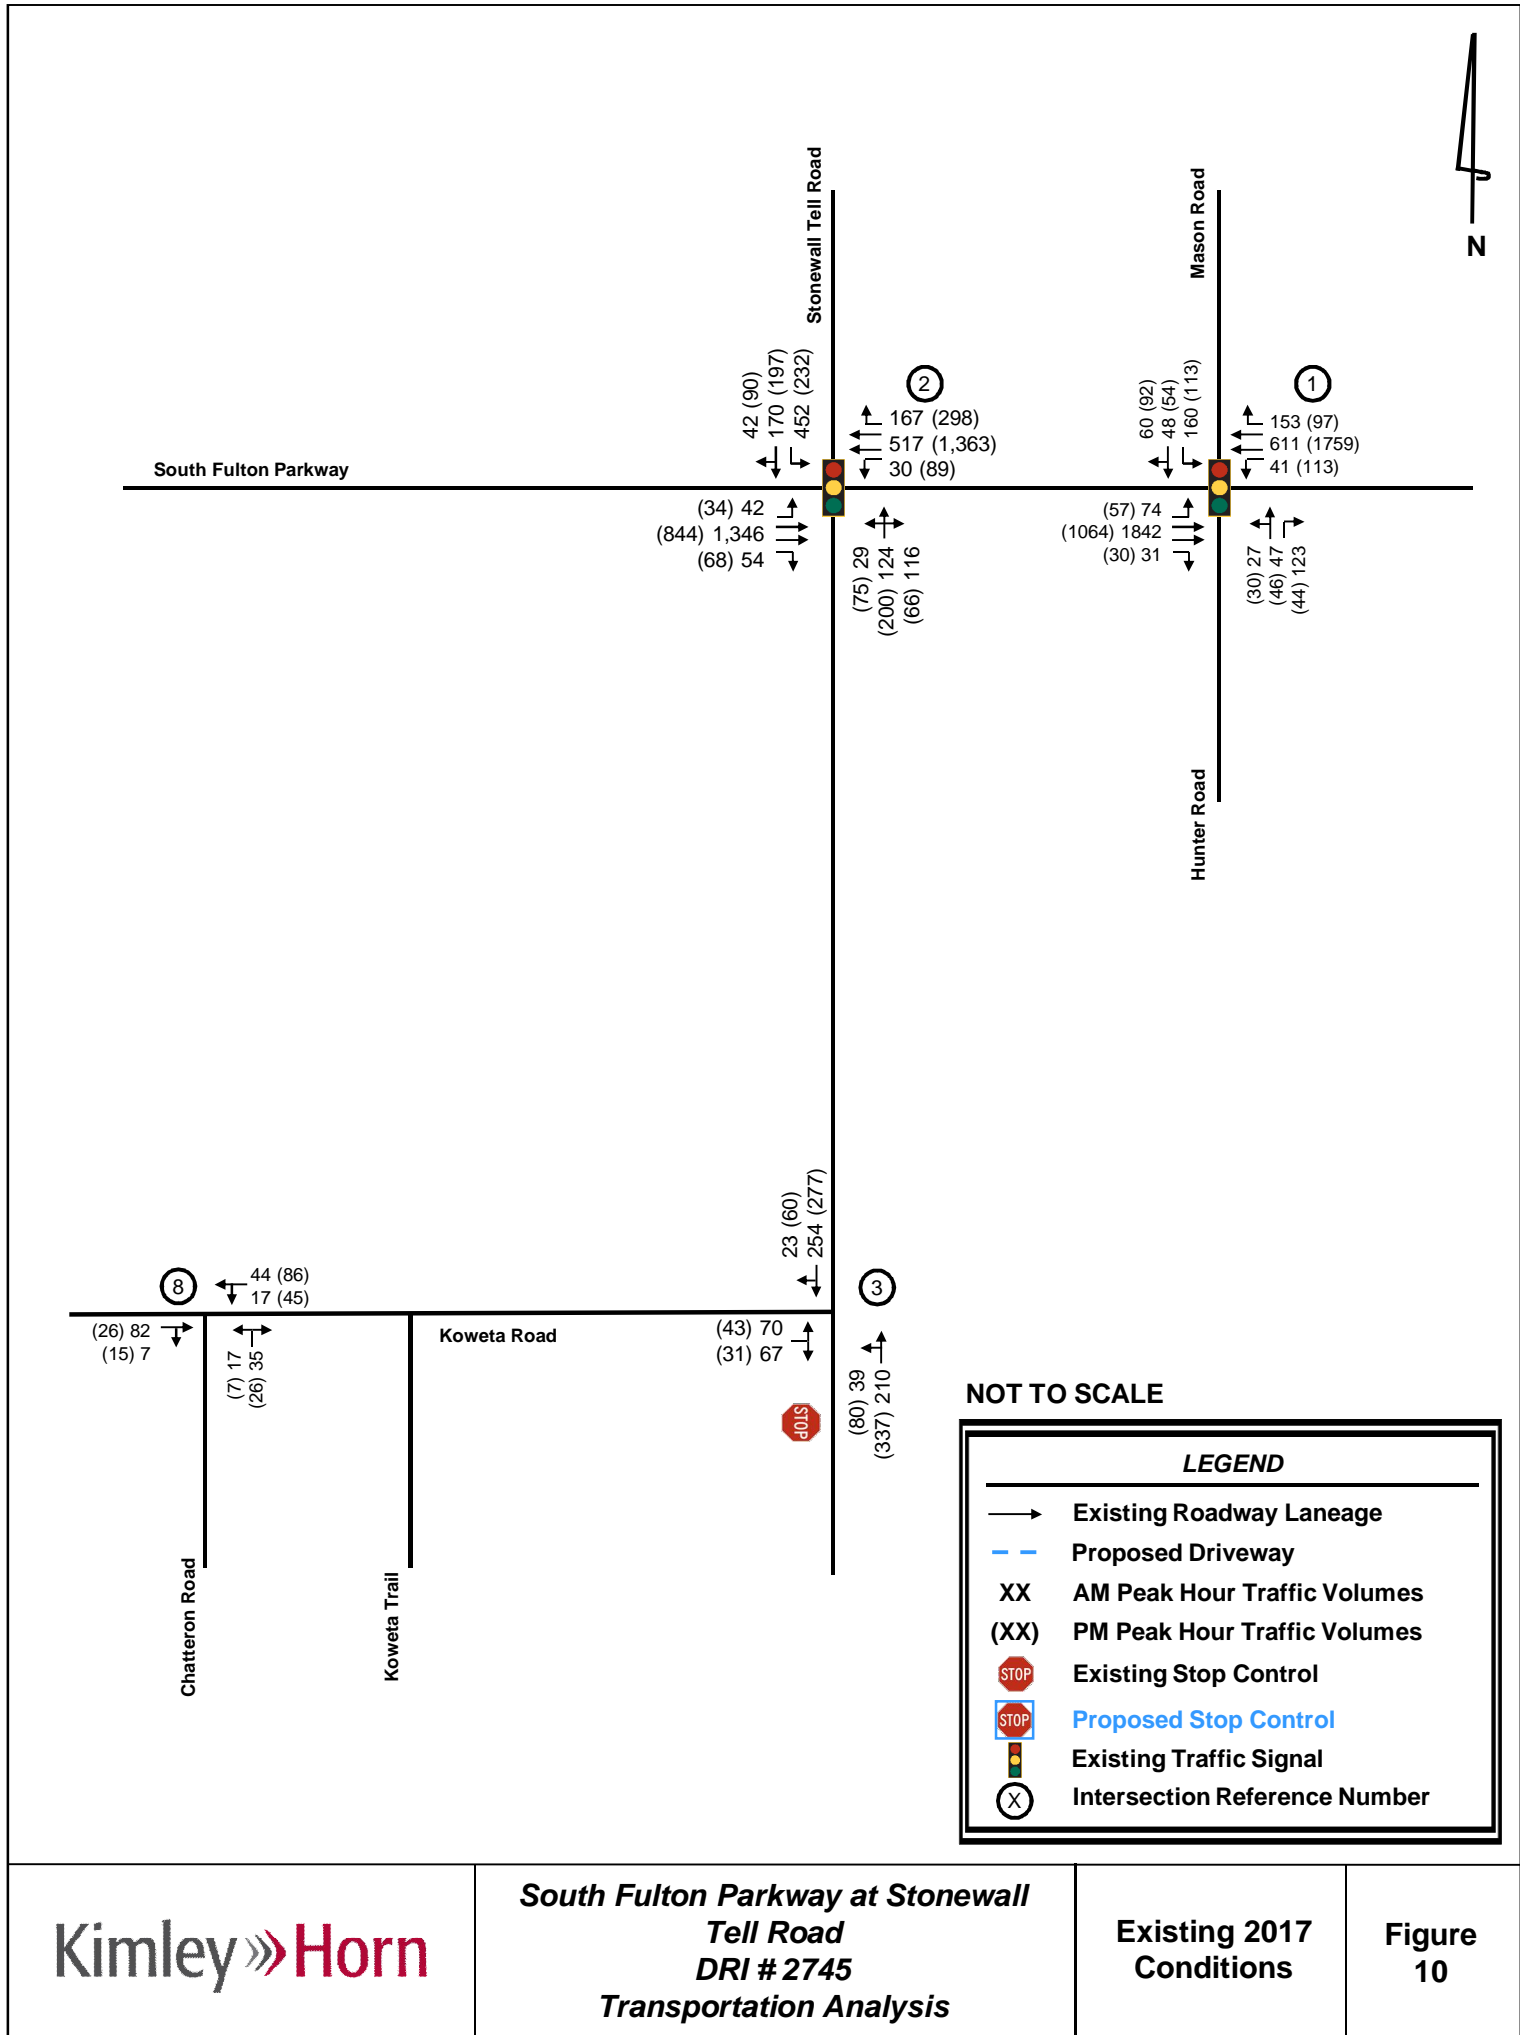 Stonewall Tell Road
Mason Road
N
42 (90)
170 (197)
452 (232)
2
167 (298)
517 (1,363)
30 (89)
60 (92)
48 (54)
160 (113)
1
153 (97)
611 (1759)
41 (113)
South Fulton Parkway
(34) 42
(844) 1,346
(68) 54
(75) 29
(200) 124
(66) 116
(57) 74
(1064) 1842
(30) 31
(30) 27
(46) 47
(44) 123
Hunter Road
23 (60)
254 (277)
8
44 (86)
17 (45)
3
(26) 82
(15) 7
(7) 17
(26) 35
Koweta Road
(43) 70
(31) 67
STOP
(80) 39
(337) 210
Chatteron Road
Koweta Trail
NOT TO SCALE
LEGEND
Existing Roadway Laneage
Proposed Driveway
XX AM Peak Hour Traffic Volumes
(XX) PM Peak Hour Traffic Volumes
STOP Existing Stop Control
STOP Proposed Stop Control
Existing Traffic Signal
X Intersection Reference Number
Kimley»Horn
South Fulton Parkway at Stonewall
Tell Road
DRI # 2745
Transportation Analysis
Existing 2017
Conditions
Figure
10